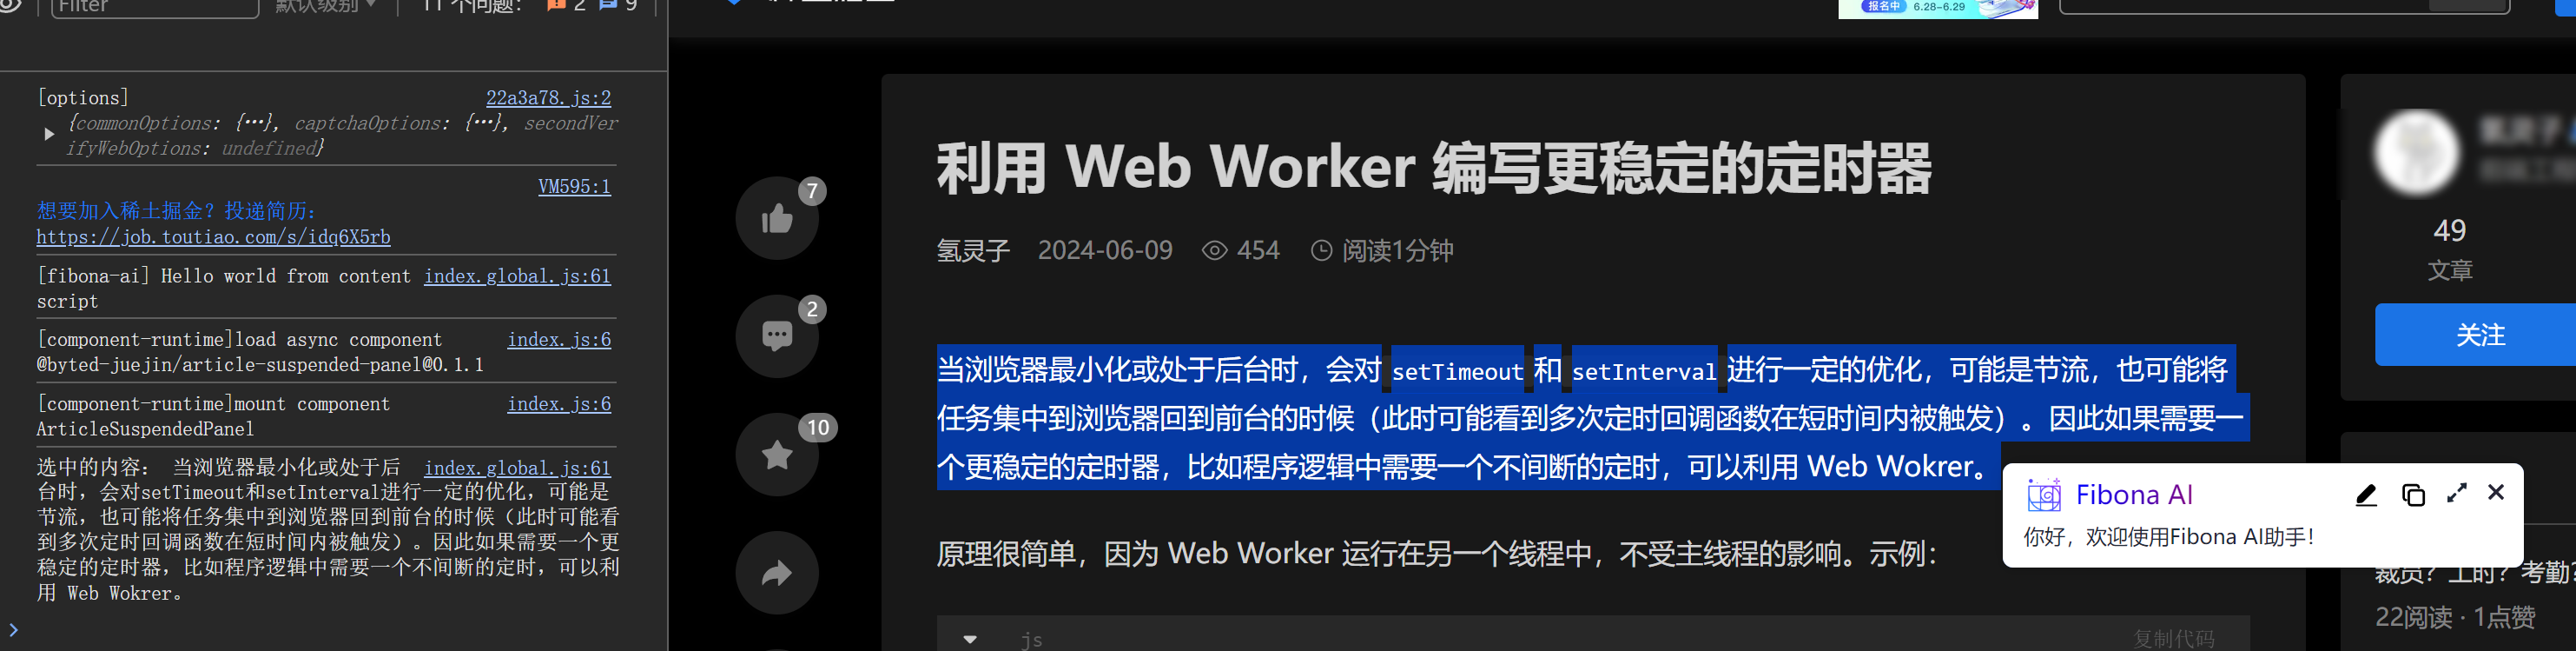 Filter
默认级别
11 个问题:
2
9
[options]
22a3a78.js:2
{commonOptions: {…}, captchaOptions: {…}, secondVer
ifyWebOptions: undefined}
VM595:1
想要加入稀土掘金？投递简历：
https://job.toutiao.com/s/idq6X5rb
[fibona-ai] Hello world from content
index.global.js:61
script
[component-runtime]load async component
index.js:6
@byted-juejin/article-suspended-panel@0.1.1
[component-runtime]mount component
index.js:6
ArticleSuspendedPanel
选中的内容： 当浏览器最小化或处于后
index.global.js:61
台时，会对setTimeout和setInterval进行一定的优化，可能是
节流，也可能将任务集中到浏览器回到前台的时候（此时可能看
到多次定时回调函数在短时间内被触发）。因此如果需要一个更
稳定的定时器，比如程序逻辑中需要一个不间断的定时，可以利
用 Web Wokrer。
报名中
6.28-6.29
7
2
10
利用 Web Worker 编写更稳定的定时器
氢灵子
2024-06-09
454
阅读1分钟
当浏览器最小化或处于后台时，会对 setTimeout 和 setInterval 进行一定的优化，可能是节流，也可能将
任务集中到浏览器回到前台的时候（此时可能看到多次定时回调函数在短时间内被触发）。因此如果需要一
个更稳定的定时器，比如程序逻辑中需要一个不间断的定时，可以利用 Web Wokrer。
原理很简单，因为 Web Worker 运行在另一个线程中，不受主线程的影响。示例：
js
复制代码
49
文章
关注
Fibona AI
你好，欢迎使用Fibona AI助手！
裁员？工时？考勤？
22阅读 · 1点赞